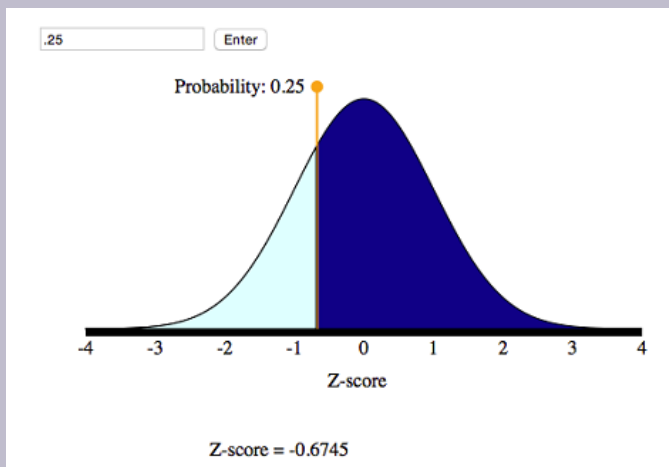 .25 Enter
Probability: 0.25
-4 -3 -2 -1 0 1 2 3 4
Z-score
Z-score = -0.6745